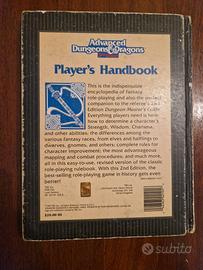 Advanced
Dungeons & Dragons
Player's Handbook
This is the indispensable
encyclopedia of fantasy
role-playing and also the perfect
companion to the referee's 2nd
Edition Dungeon Master's Guide.
Everything players need is here:
how to determine a character's
Strength, Wisdom, Charisma,
and other abilities; the differences among the
various fantasy races, from elves and halflings to
dwarves, gnomes, and others; complete rules for
character improvement; the most advantageous
mapping and combat procedures; and much more,
all in this easy-to-use, revised version of the classic
role-playing rulebook. With this 2nd Edition, the
best-selling role-playing game in history gets even
better!
subito